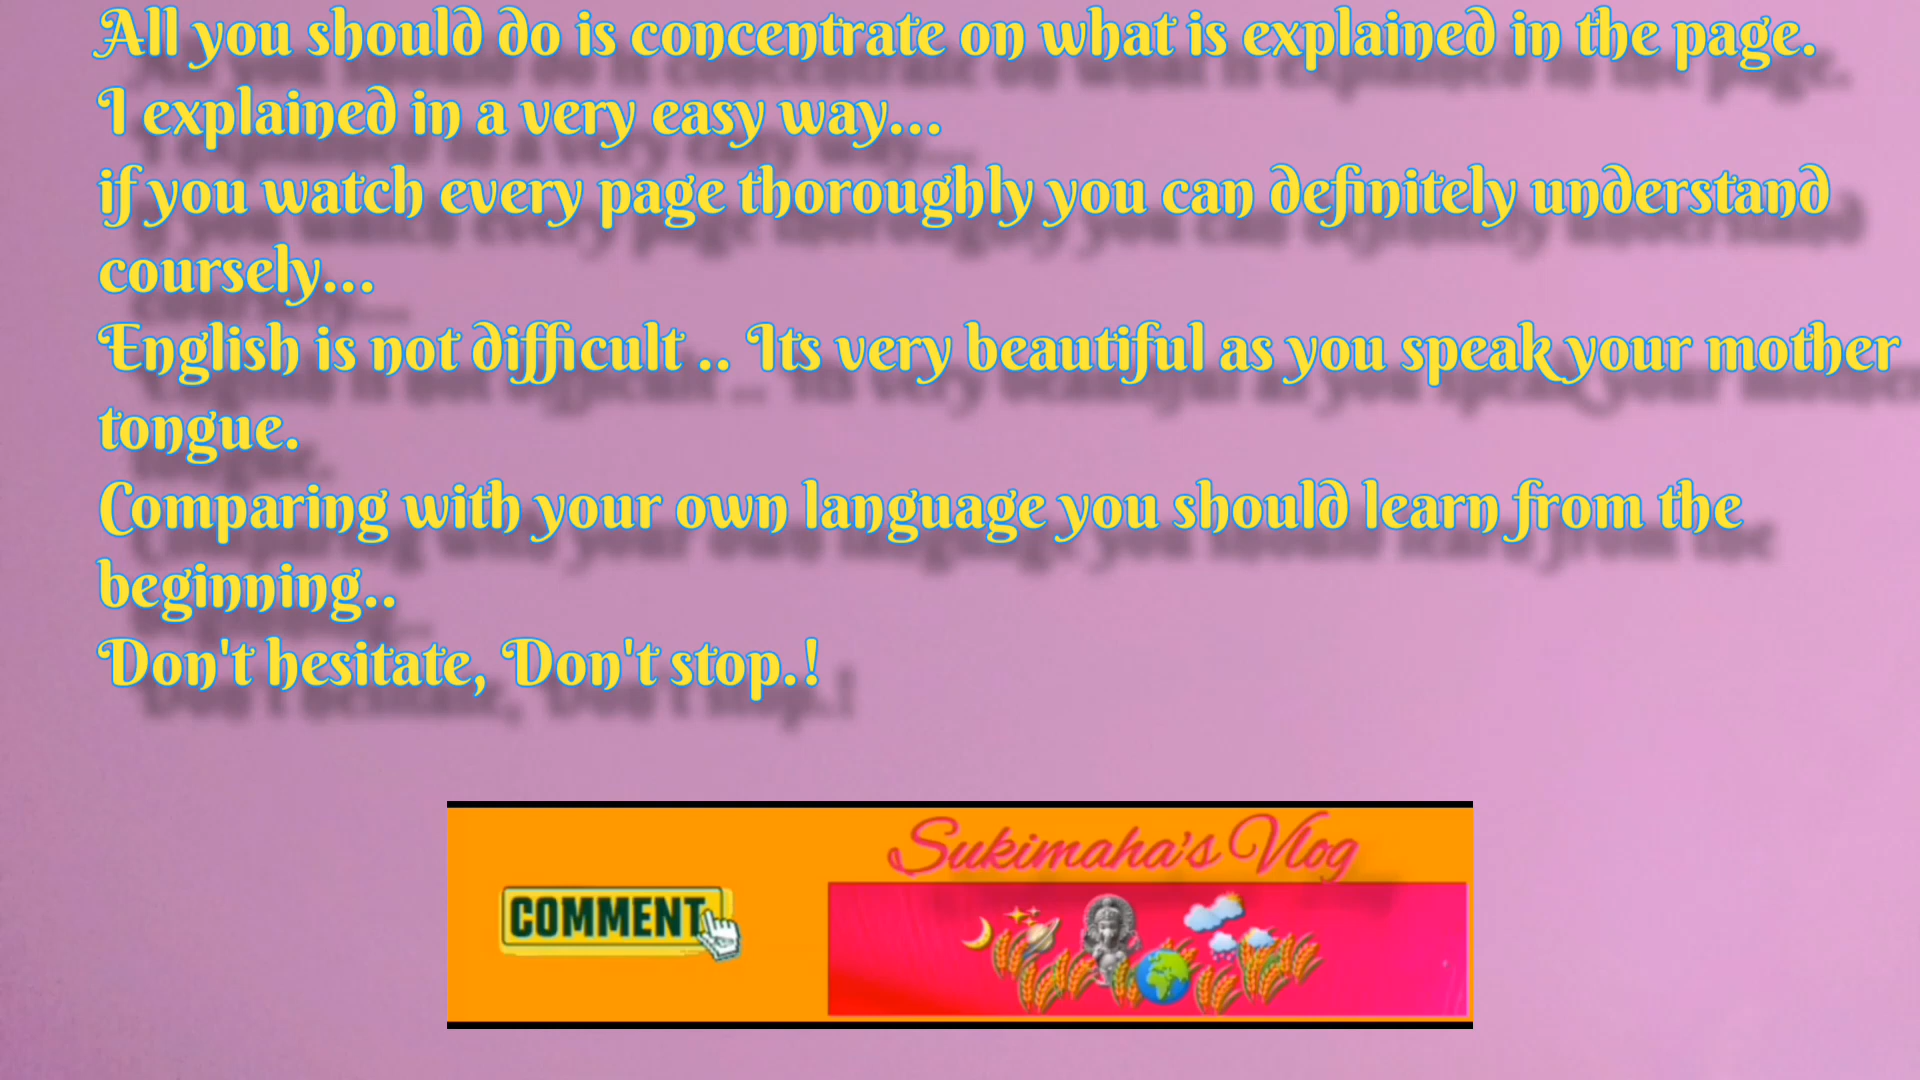 All you should do is concentrate on what is explained in the page.
I explained in a very easy way...
if you watch every page thoroughly you can definitely understand
coursely...
English is not difficult .. Its very beautiful as you speak your mother
tongue.
Comparing with your own language you should learn from the
beginning..
Don't hesitate, Don't stop.!
Sukimaha's Vlog
COMMENT